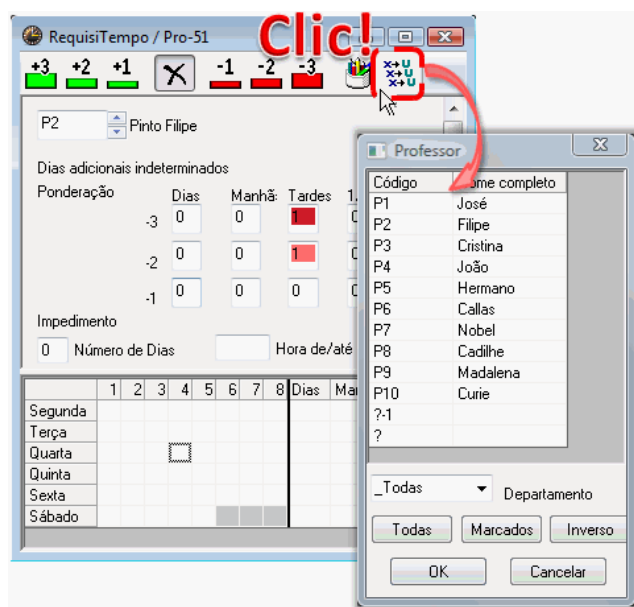 RequisiTempo / Pro-51
Clic!
+3 +2 +1 -1 -2 -3
P2 Pinto Filipe
Dias adicionais indeterminados
Ponderação Dias Manhã: Tardes 1.
-3 0 0 1
-2 0 0 1
-1 0 0 0
Impedimento
0 Número de Dias Hora de/até
1 2 3 4 5 6 7 8 Dias Mar
Segunda
Terça
Quarta
Quinta
Sexta
Sábado
Professor
Código ome completo
P1 José
P2 Filipe
P3 Cristina
P4 João
P5 Hermano
P6 Callas
P7 Nobel
P8 Cadilhe
P9 Madalena
P10 Curie
?-1
?
_Todas Departamento
Todas Marcados Inverso
OK Cancelar